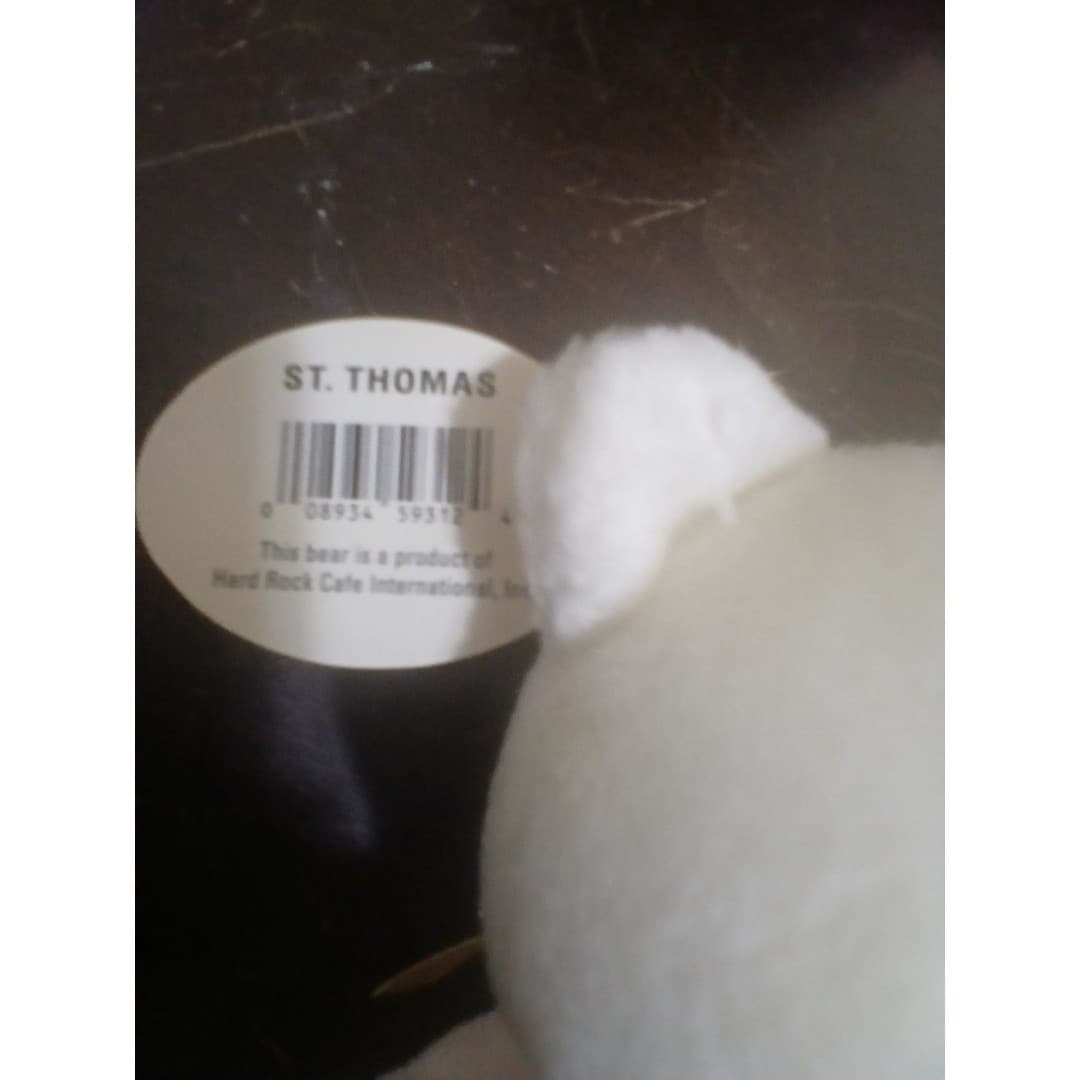 ST. THOMAS
0 08934 59312 4
This bear is a product of
Hard Rock Cafe International,